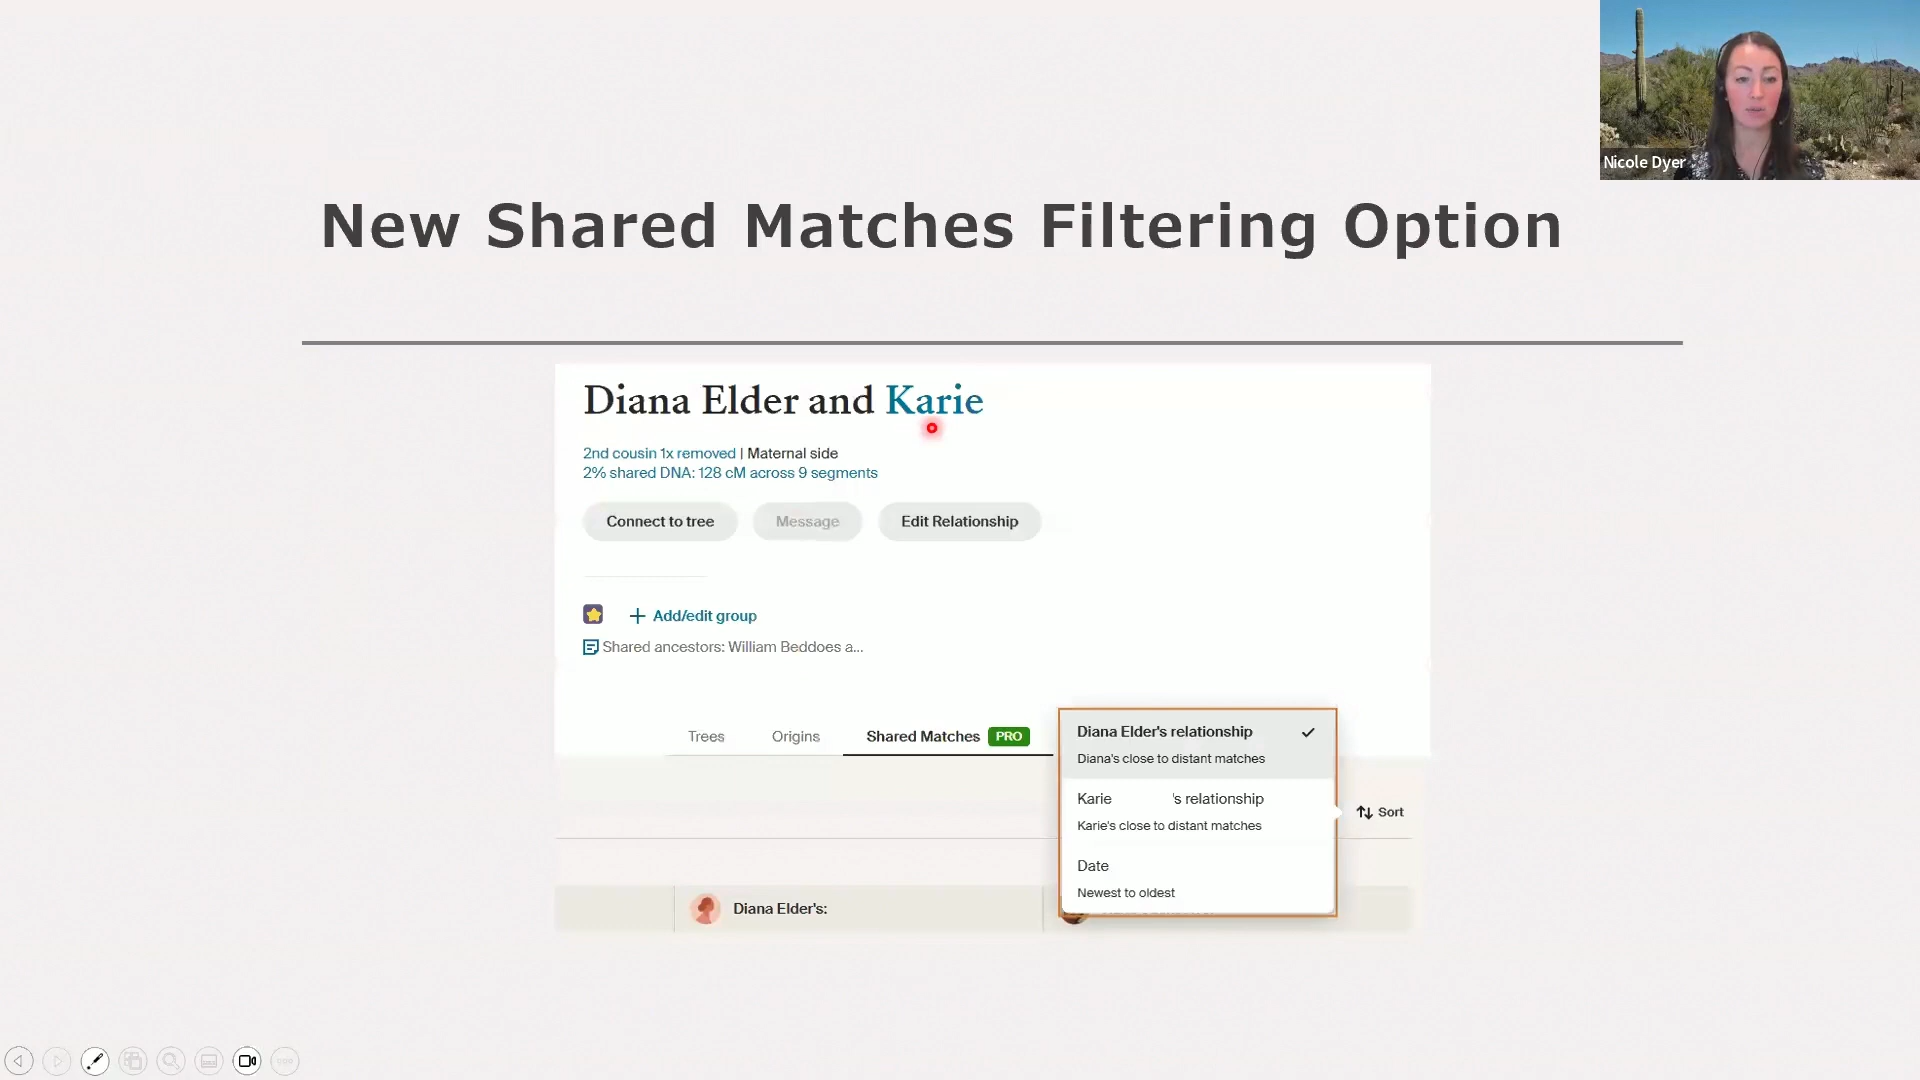 Nicole Dyer
New Shared Matches Filtering Option
Diana Elder and Karie
2nd cousin 1x removed | Maternal side
2% shared DNA: 128 cM across 9 segments
Connect to tree
Message
Edit Relationship
+ Add/edit group
Shared ancestors: William Beddoes a...
Trees
Origins
Shared Matches PRO
Diana Elder's relationship
Diana's close to distant matches
Karie 's relationship
Karie's close to distant matches
Date
Newest to oldest
Sort
Diana Elder's: